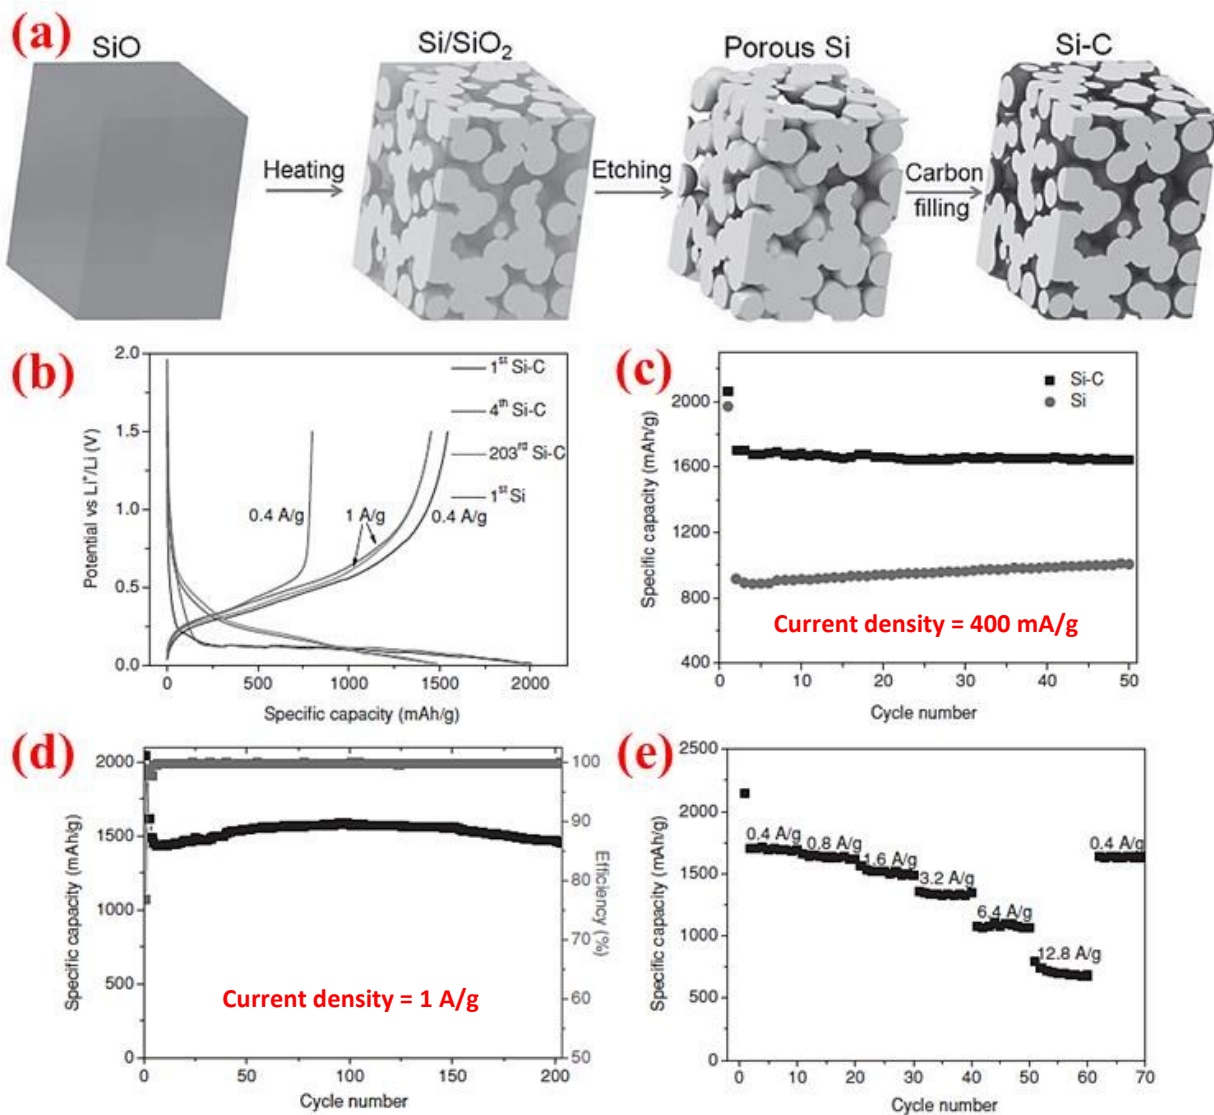 (a)
SiO
Si/SiO₂
Porous Si
Si-C
Heating
Etching
Carbon
filling
(b)
2.0
1.5
1.0
0.5
0.0
Potential vs Li⁺/Li (V)
1ˢᵗ Si-C
4ᵗʰ Si-C
203ʳᵈ Si-C
1ˢᵗ Si
0.4 A/g
1 A/g
0.4 A/g
0
500
1000
1500
2000
Specific capacity (mAh/g)
(c)
2000
1600
1200
800
400
Specific capacity (mAh/g)
Si-C
Si
Current density = 400 mA/g
0
10
20
30
40
50
Cycle number
(d)
2000
1500
1000
500
0
Specific capacity (mAh/g)
Current density = 1 A/g
100
90
80
70
60
50
Efficiency (%)
0
50
100
150
200
Cycle number
(e)
2500
2000
1500
1000
500
0
Specific capacity (mAh/g)
0.4 A/g
0.8 A/g
1.6 A/g
3.2 A/g
6.4 A/g
12.8 A/g
0.4 A/g
0
10
20
30
40
50
60
70
Cycle number